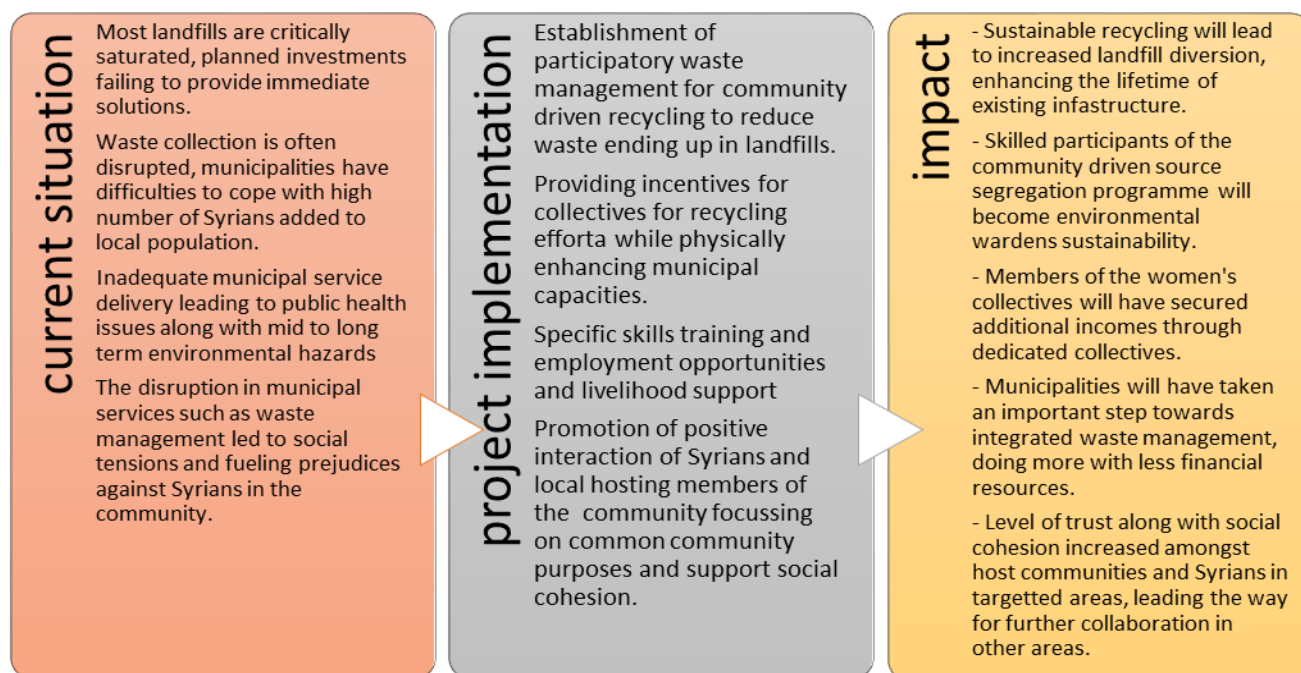 current situation
Most landfills are critically
saturated, planned investments
failing to provide immediate
solutions.
Waste collection is often
disrupted, municipalities have
difficulties to cope with high
number of Syrians added to
local population.
Inadequate municipal service
delivery leading to public health
issues along with mid to long
term environmental hazards
The disruption in municipal
services such as waste
management led to social
tensions and fueling prejudices
against Syrians in the
community.
project implementation
Establishment of
participatory waste
management for community
driven recycling to reduce
waste ending up in landfills.
Providing incentives for
collectives for recycling
efforta while physically
enhancing municipal
capacities.
Specific skills training and
employment opportunities
and livelihood support
Promotion of positive
interaction of Syrians and
local hosting members of
the community focussing
on common community
purposes and support social
cohesion.
impact
- Sustainable recycling will lead
to increased landfill diversion,
enhancing the lifetime of
existing infastructure.
- Skilled participants of the
community driven source
segregation programme will
become environmental
wardens sustainability.
- Members of the women's
collectives will have secured
additional incomes through
dedicated collectives.
- Municipalities will have taken
an important step towards
integrated waste management,
doing more with less financial
resources.
- Level of trust along with social
cohesion increased amongst
host communities and Syrians in
targetted areas, leading the way
for further collaboration in
other areas.